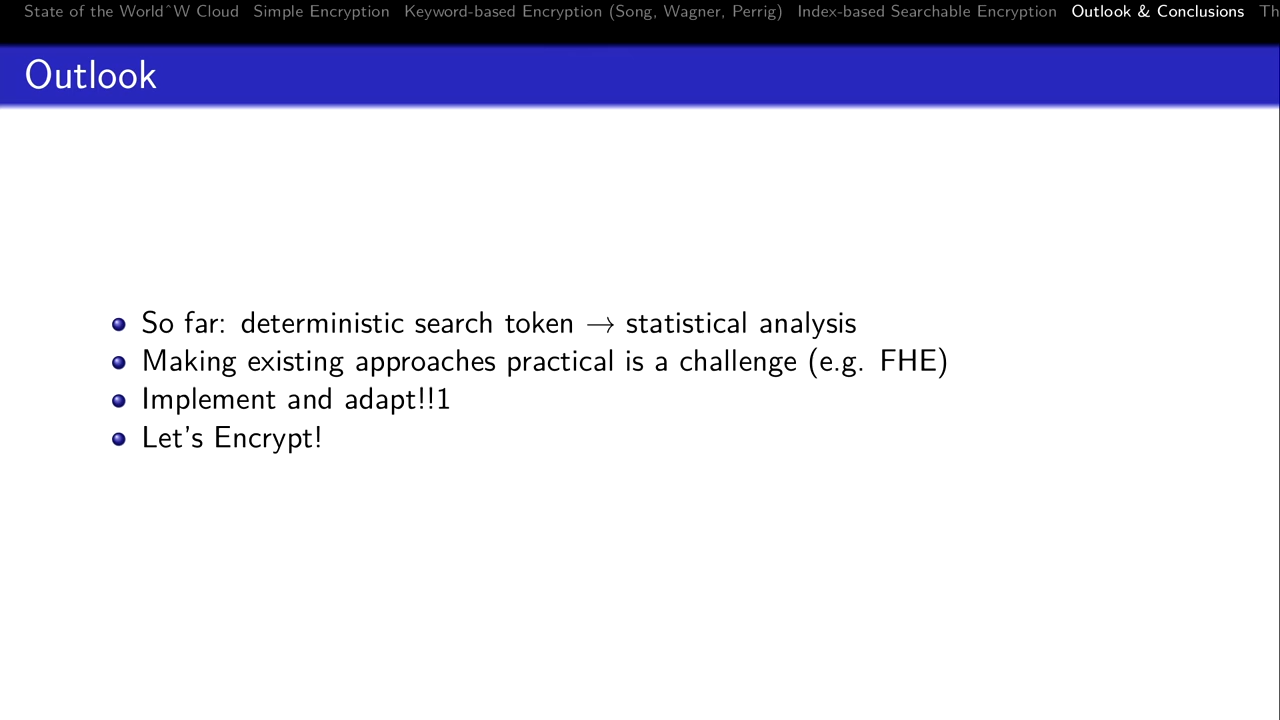 State of the World^W Cloud Simple Encryption Keyword-based Encryption (Song, Wagner, Perrig) Index-based Searchable Encryption Outlook & Conclusions Th
Outlook
So far: deterministic search token → statistical analysis
Making existing approaches practical is a challenge (e.g. FHE)
Implement and adapt!!1
Let's Encrypt!